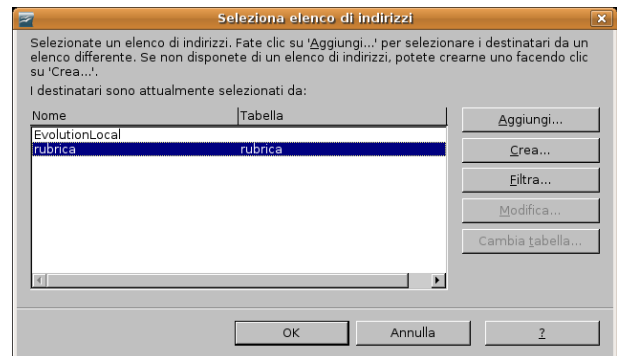 Seleziona elenco di indirizzi
Selezionate un elenco di indirizzi. Fate clic su 'Aggiungi...' per selezionare i destinatari da un
elenco differente. Se non disponete di un elenco di indirizzi, potete crearne uno facendo clic
su 'Crea...'.
I destinatari sono attualmente selezionati da:
Nome Tabella
EvolutionLocal
rubrica rubrica
Aggiungi...
Crea...
Filtra...
Modifica...
Cambia tabella...
OK Annulla ?